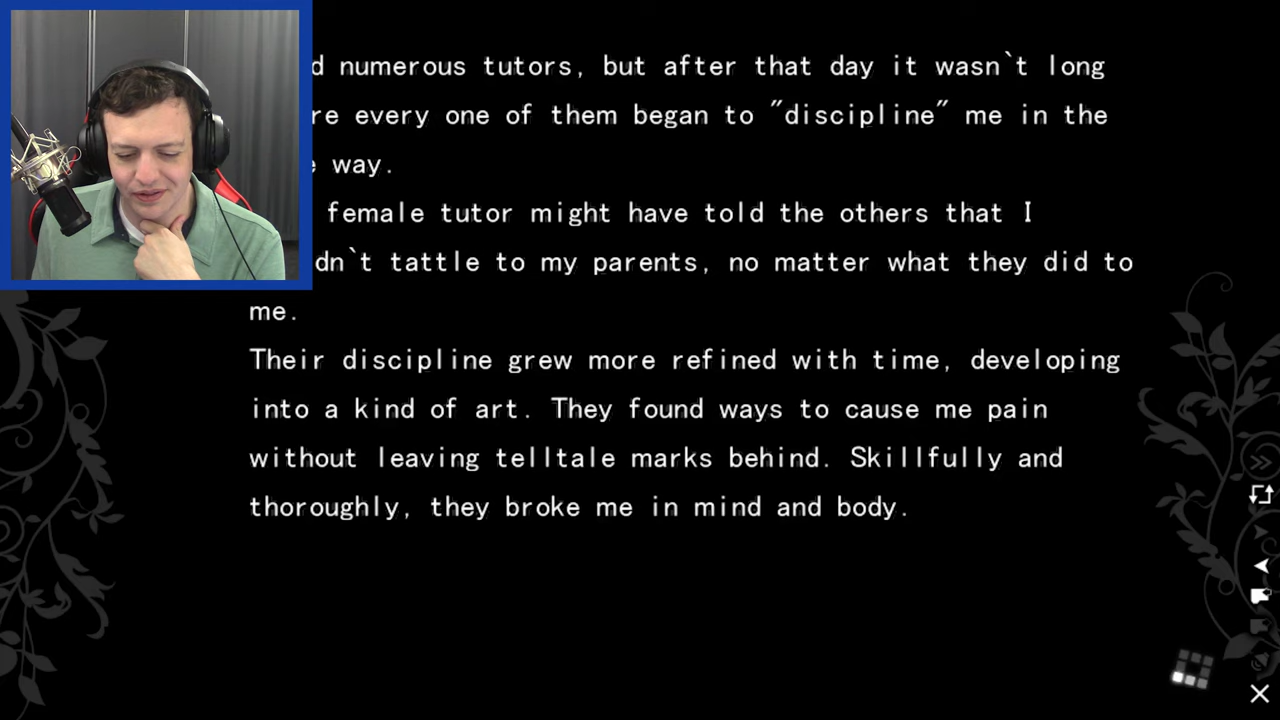 numerous tutors, but after that day it wasn`t long
every one of them began to "discipline" me in the
way.
female tutor might have told the others that I
tattle to my parents, no matter what they did to
me.
Their discipline grew more refined with time, developing
into a kind of art. They found ways to cause me pain
without leaving telltale marks behind. Skillfully and
thoroughly, they broke me in mind and body.